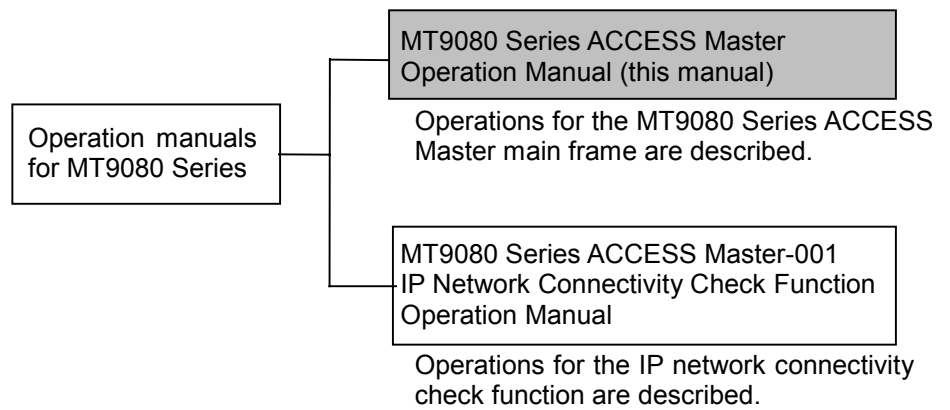 Operation manuals
for MT9080 Series
MT9080 Series ACCESS Master
Operation Manual (this manual)
Operations for the MT9080 Series ACCESS
Master main frame are described.
MT9080 Series ACCESS Master-001
IP Network Connectivity Check Function
Operation Manual
Operations for the IP network connectivity
check function are described.